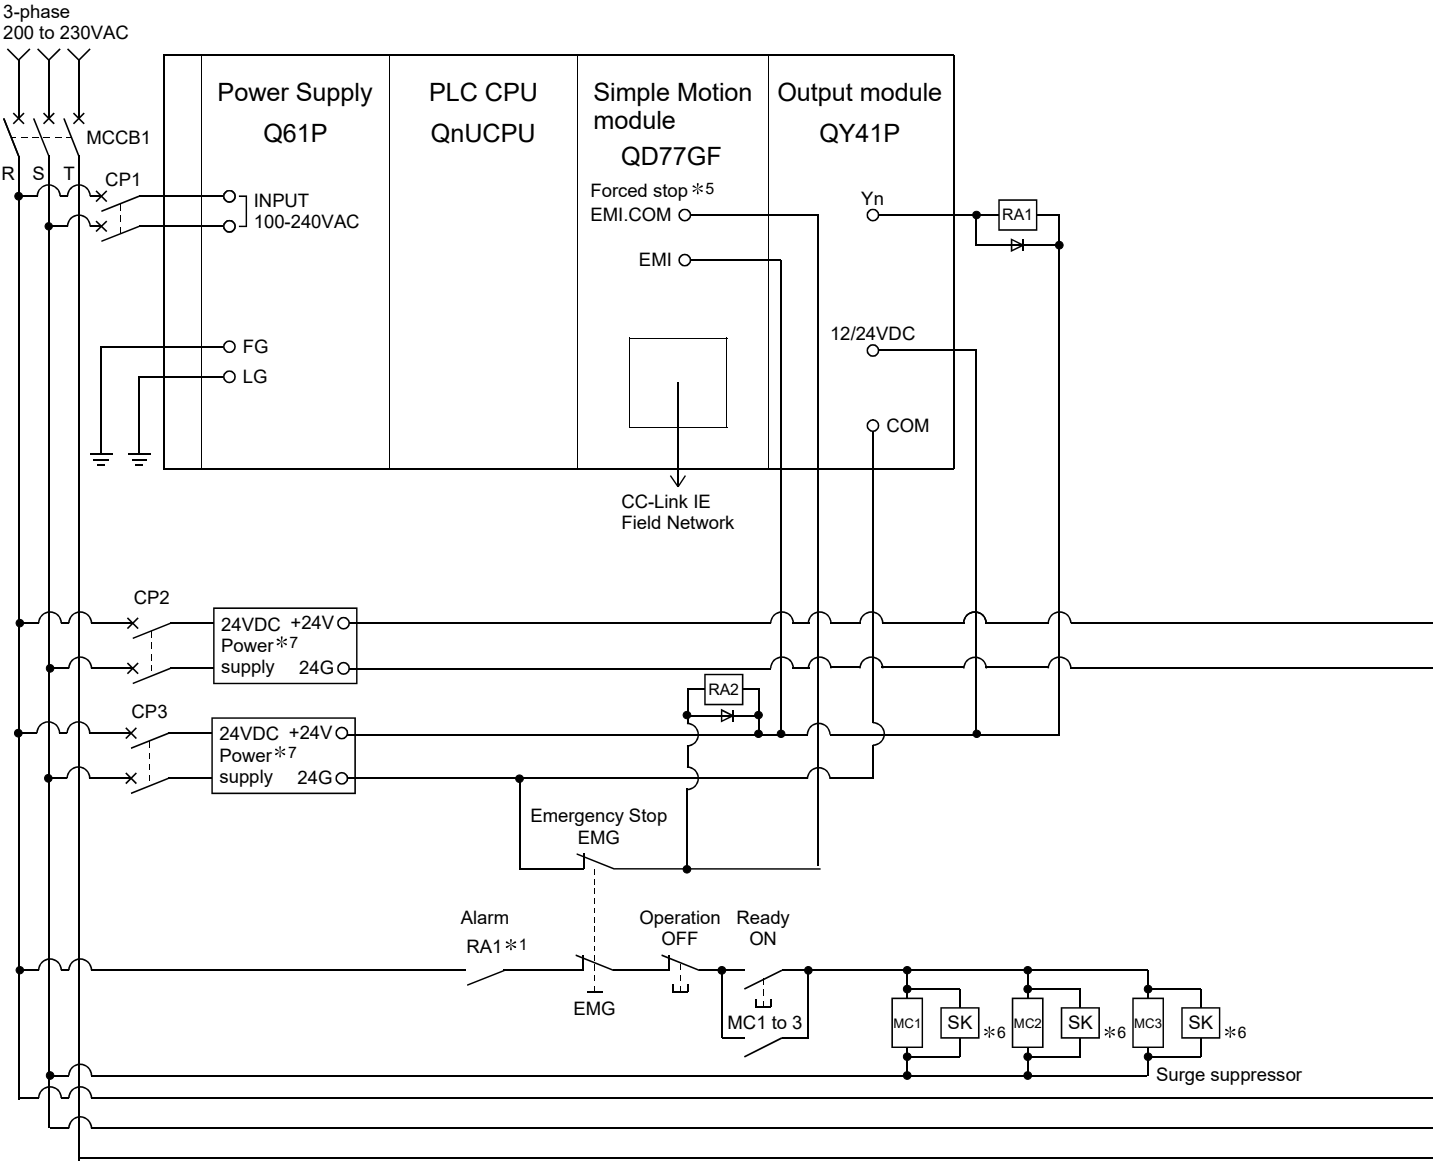 3-phase
200 to 230VAC
MCCB1
R S T
CP1
Power Supply
Q61P
INPUT
100-240VAC
FG
LG
PLC CPU
QnUCPU
Simple Motion
module
QD77GF
Forced stop *5
EMI.COM
EMI
CC-Link IE
Field Network
Output module
QY41P
Yn
12/24VDC
COM
RA1
CP2
24VDC +24V
Power*7
supply 24G
RA2
CP3
24VDC +24V
Power*7
supply 24G
Emergency Stop
EMG
Alarm
RA1*1
EMG
Operation
OFF
Ready
ON
MC1 to 3
MC1
SK
*6
MC2
SK
*6
MC3
SK
*6
Surge suppressor